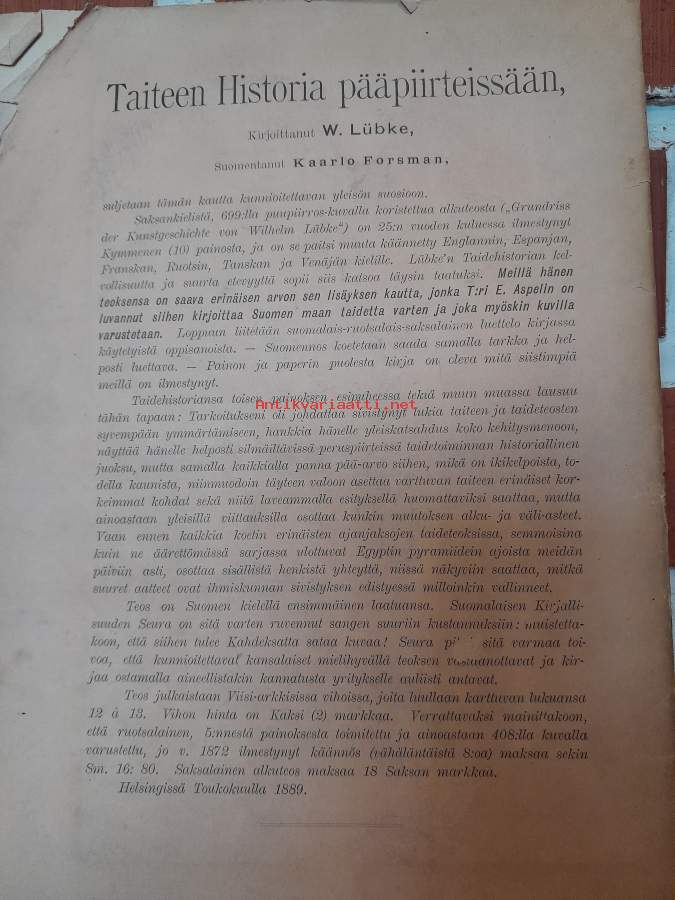 Taiteen Historia pääpiirteissään,
Kirjoittanut W. Lübke,
Suomentanut Kaarlo Forsman,
suljetaan tämän kautta kunnioitettavan yleisön suosioon.
Saksankielistä, 699:llä puupiirros-kuvalla koristettua alkuteosta („Grundriss
der Kunstgeschichte von Wilhelm Lübke“) on 25:n vuoden kuluessa ilmestynyt
Kymmenen (10) painosta, ja on se paitsi muuta käännetty Englannin, Espanjan,
Franskan, Ruotsin, Tanskan ja Venäjän kielille. Lübke'n Taidehistorian kel-
vollisuutta ja suurta etevyyttä sopii siis katsoa täysin taatuksi. Meillä hänen
teoksensa on saava erinäisen arvon sen lisäyksen kautta, jonka T:ri E. Aspelin on
luvannut siihen kirjoittaa Suomen maan taidetta varten ja joka myöskin kuvilla
varustetaan. Loppuun liitetään suomalais-ruotsalais-saksalainen luettelo kirjassa
käytetyistä oppisanoista. — Suomennos koetetaan saada samalla tarkka ja hel-
posti luettava. — Painon ja paperin puolesta kirja on oleva mitä siistimpiä
meillä on ilmestynyt.
Taidehistoriansa toisen painoksen esipuheessa tekiä muun muassa lausuu
tähän tapaan: Tarkoitukseni oli johdattaa sivistynyt lukia taiteen ja taideteosten
syvempään ymmärtämiseen, hankkia hänelle yleiskatsahdus koko kehitysmenoon,
näyttää hänelle helposti silmäiltävissä peruspiirteissä taidetoiminnan historiallinen
juoksu, mutta samalla kaikkialla panna pää-arvo siihen, mikä on ikikelpoista, to-
della kaunista, niinmuodoin täyteen valoon asettaa varttuvan taiteen erinäiset kor-
keimmat kohdat sekä niitä laveammalla esityksellä huomattaviksi saattaa, mutta
ainoastaan yleisillä viittauksilla osottaa kunkin muutoksen alku- ja väli-asteet.
Vaan ennen kaikkia koetin erinäisten ajanjaksojen taideteoksissa, semmoisina
kuin ne äärettömässä sarjassa ulottuvat Egyptin pyramiidein ajoista meidän
päiviin asti, osottaa sisällistä henkistä yhteyttä, niissä näkyviin saattaa, mitkä
suuret aatteet ovat ihmiskunnan sivistyksen edistyessä milloinkin vallinneet.
Teos on Suomen kielellä ensimmäinen laatuansa. Suomalaisen Kirjalli-
suuden Seura on sitä varten ruvennut sangen suuriin kustannuksiin: muistetta-
koon, että siihen tulee Kahdeksatta sataa kuvaa! Seura sitä varmaa toi-
voa, että kunnioitettavat kansalaiset mielihyvällä teoksen vastaanottavat ja kir-
jaa ostamalla aineellistakin kannatusta yritykselle auliisti antavat.
Teos julkaistaan Viisi-arkkisissa vihoissa, joita luullaan karttuvan lukuansa
12 à 13. Vihon hinta on Kaksi (2) markkaa. Verrattavaksi mainittakoon,
että ruotsalainen, 5:nnestä painoksesta toimitettu ja ainoastaan 408:lla kuvalla
varustettu, jo v. 1872 ilmestynyt käännös (vähäläntäistä 8:oa) maksaa sekin
Sm. 16: 80. Saksalainen alkuteos maksaa 18 Saksan markkaa.
Helsingissä Toukokuulla 1889.
Antikvariaatti.net